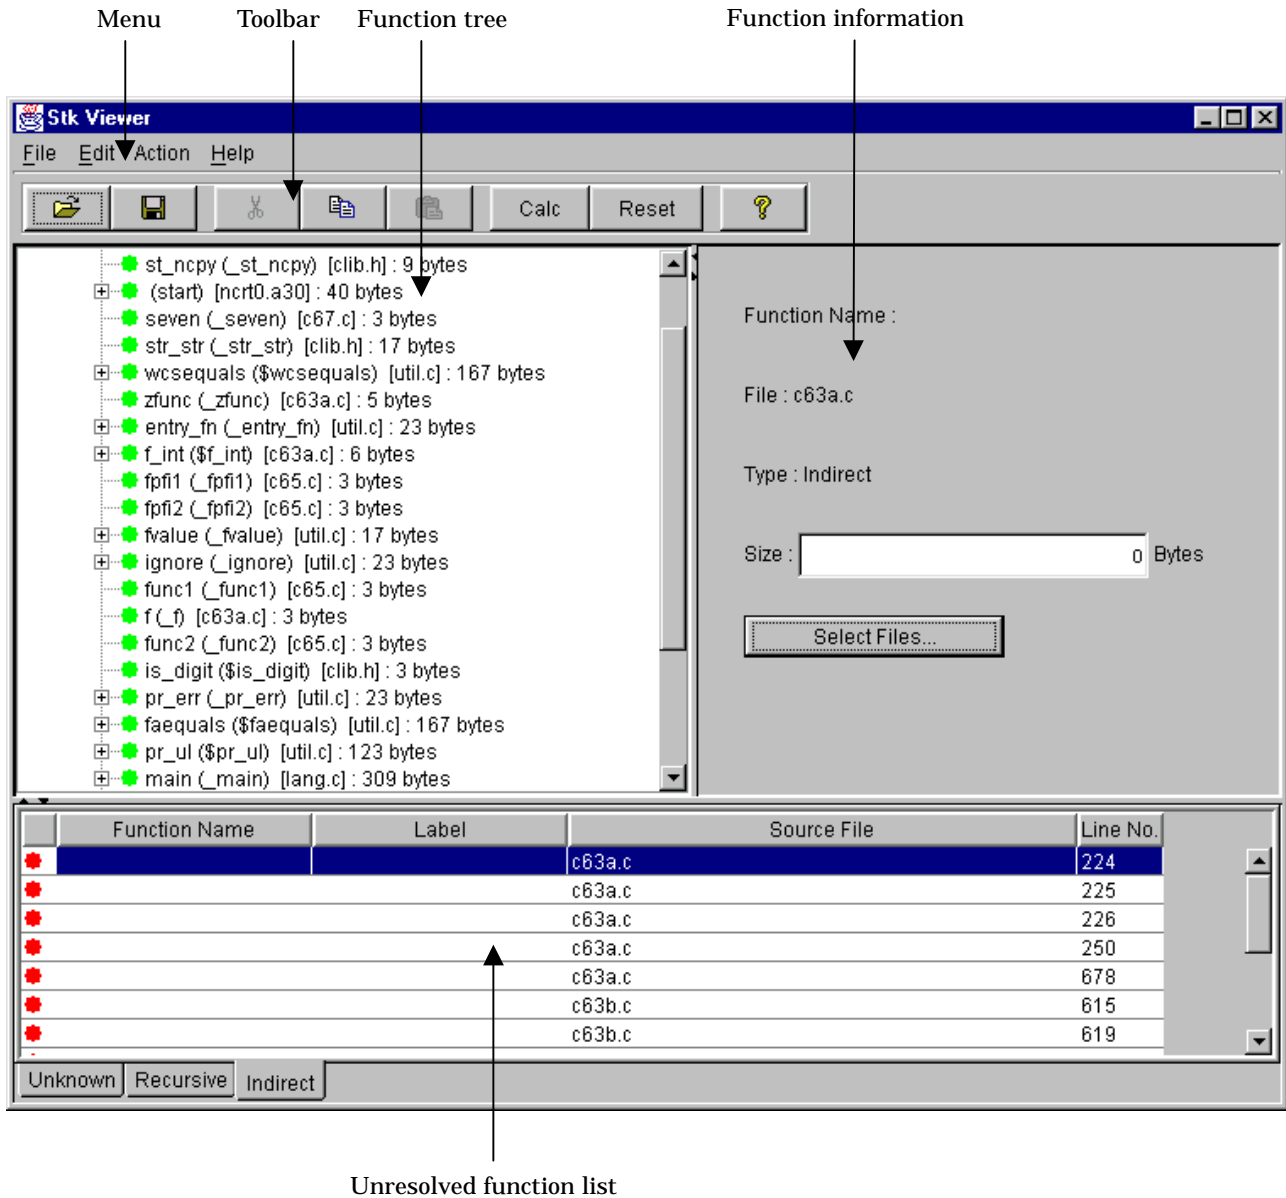 Menu Toolbar Function tree Function information
Stk Viewer
File Edit Action Help
Calc Reset
st_ncpy (_st_ncpy) [clib.h] : 9 bytes
(start) [ncrt0.a30] : 40 bytes
seven (_seven) [c67.c] : 3 bytes
str_str (_str_str) [clib.h] : 17 bytes
wcsequals ($wcsequals) [util.c] : 167 bytes
zfunc (_zfunc) [c63a.c] : 5 bytes
entry_fn (_entry_fn) [util.c] : 23 bytes
f_int ($f_int) [c63a.c] : 6 bytes
fpfi1 (_fpfi1) [c65.c] : 3 bytes
fpfi2 (_fpfi2) [c65.c] : 3 bytes
fvalue (_fvalue) [util.c] : 17 bytes
ignore (_ignore) [util.c] : 23 bytes
func1 (_func1) [c65.c] : 3 bytes
f (_f) [c63a.c] : 3 bytes
func2 (_func2) [c65.c] : 3 bytes
is_digit ($is_digit) [clib.h] : 3 bytes
pr_err (_pr_err) [util.c] : 23 bytes
faequals ($faequals) [util.c] : 167 bytes
pr_ul ($pr_ul) [util.c] : 123 bytes
main (_main) [lang.c] : 309 bytes
Function Name :
File : c63a.c
Type : Indirect
Size : 0 Bytes
Select Files...
Function Name Label Source File Line No.
c63a.c 224
c63a.c 225
c63a.c 226
c63a.c 250
c63a.c 678
c63b.c 615
c63b.c 619
Unknown Recursive Indirect
Unresolved function list